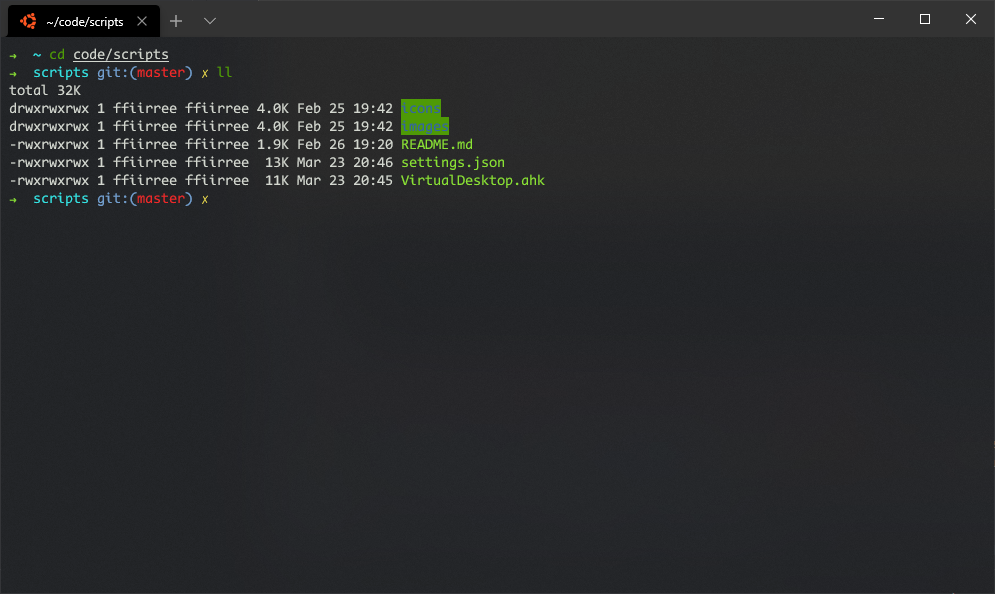 ~/code/scripts
→ ~ cd code/scripts
→ scripts git:(master) ✗ ll
total 32K
drwxrwxrwx 1 ffiirree ffiirree 4.0K Feb 25 19:42 icons
drwxrwxrwx 1 ffiirree ffiirree 4.0K Feb 25 19:42 images
-rwxrwxrwx 1 ffiirree ffiirree 1.9K Feb 26 19:20 README.md
-rwxrwxrwx 1 ffiirree ffiirree  13K Mar 23 20:46 settings.json
-rwxrwxrwx 1 ffiirree ffiirree  11K Mar 23 20:45 VirtualDesktop.ahk
→ scripts git:(master) ✗